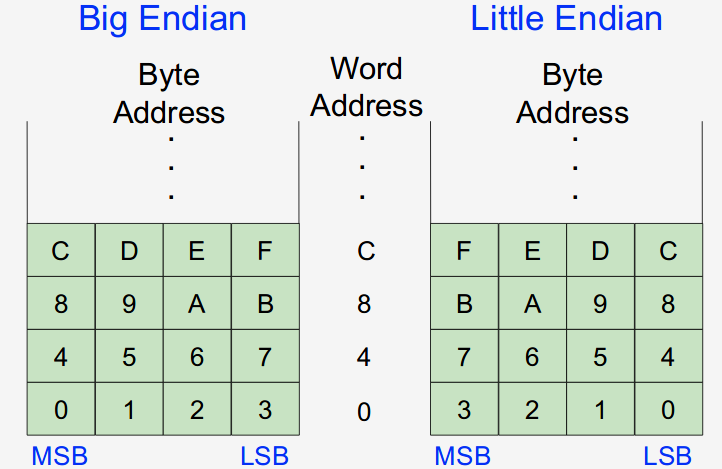 Big Endian Little Endian
Byte Address Word Address Byte Address
. . .
. . .
. . .
C D E F C F E D C
8 9 A B 8 B A 9 8
4 5 6 7 4 7 6 5 4
0 1 2 3 0 3 2 1 0
MSB LSB MSB LSB